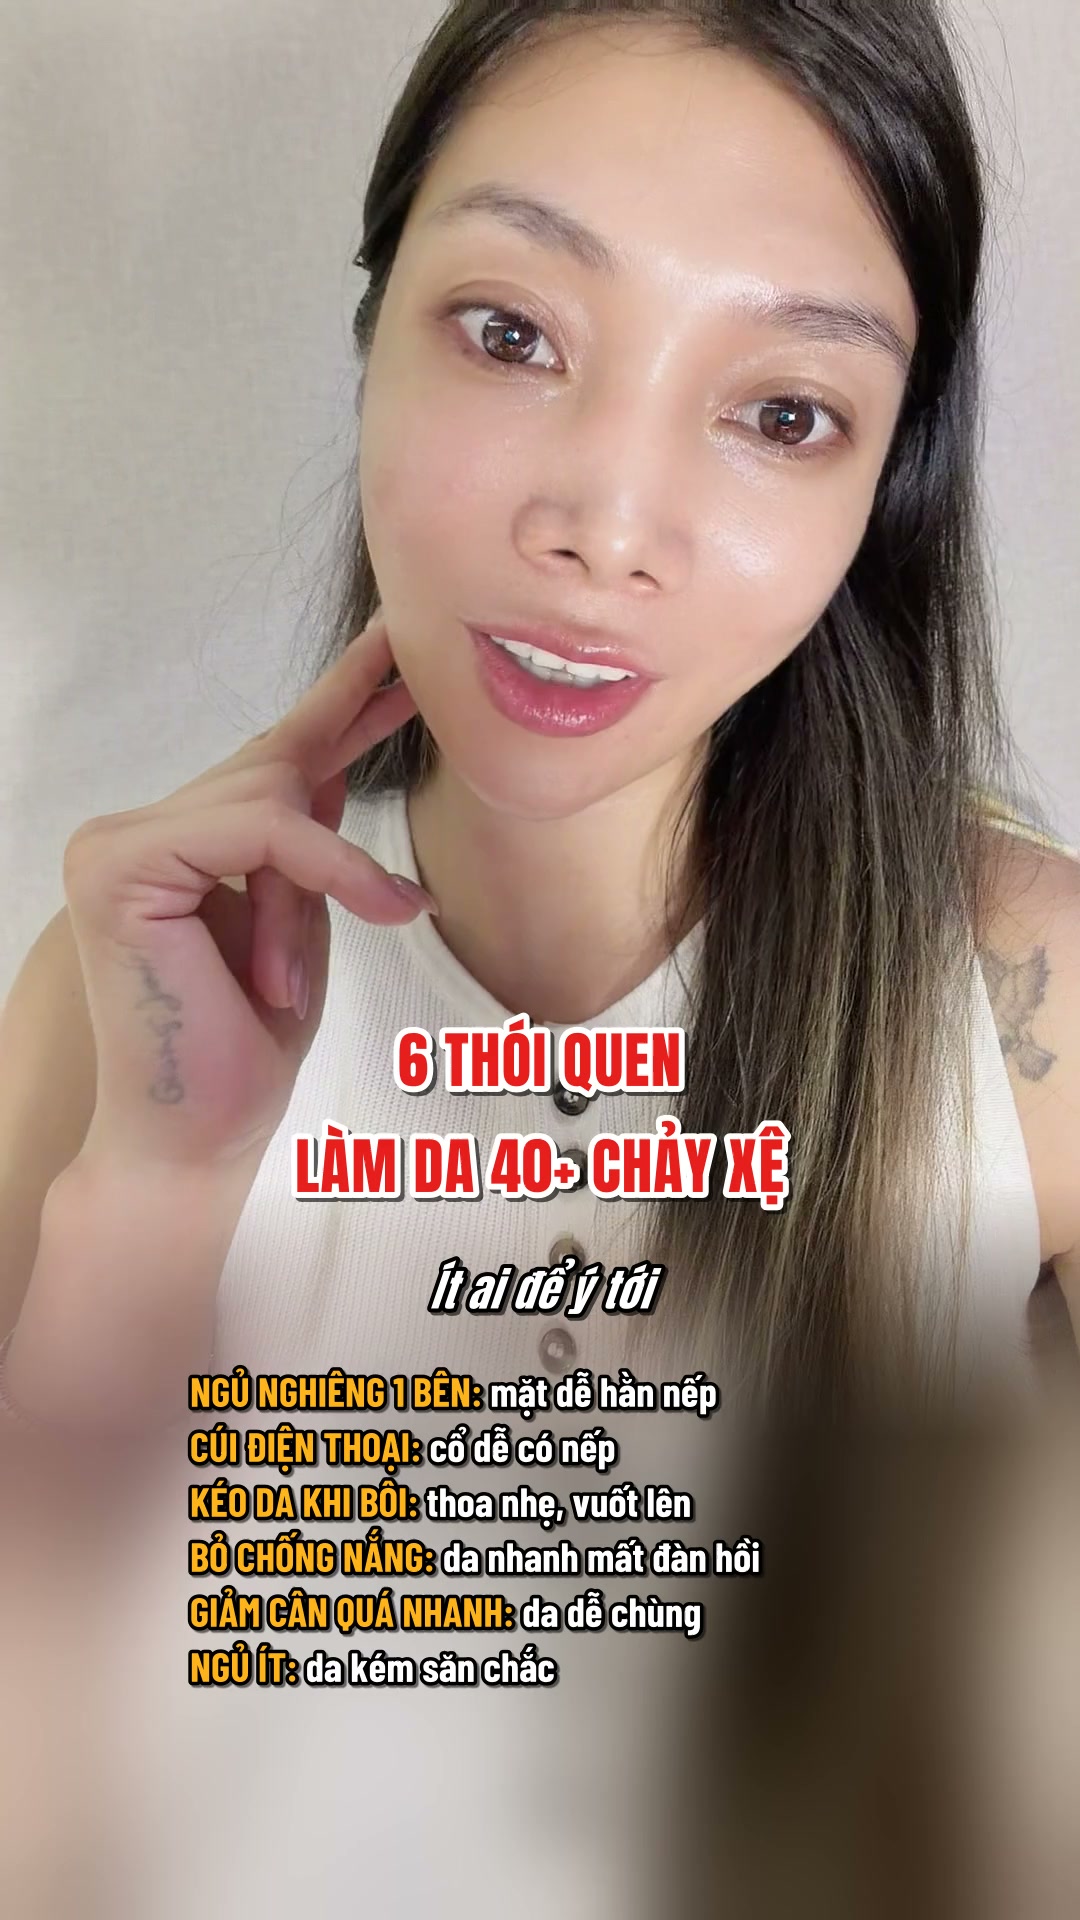 6 THÓI QUEN
LÀM DA 40+ CHẢY XỆ
Ít ai để ý tới
NGỦ NGHIÊNG 1 BÊN: mặt dễ hằn nếp
CÚI ĐIỆN THOẠI: cổ dễ có nếp
KÉO DA KHI BÔI: thoa nhẹ, vuốt lên
BỎ CHỐNG NẮNG: da nhanh mất đàn hồi
GIẢM CÂN QUÁ NHANH: da dễ chùng
NGỦ ÍT: da kém săn chắc